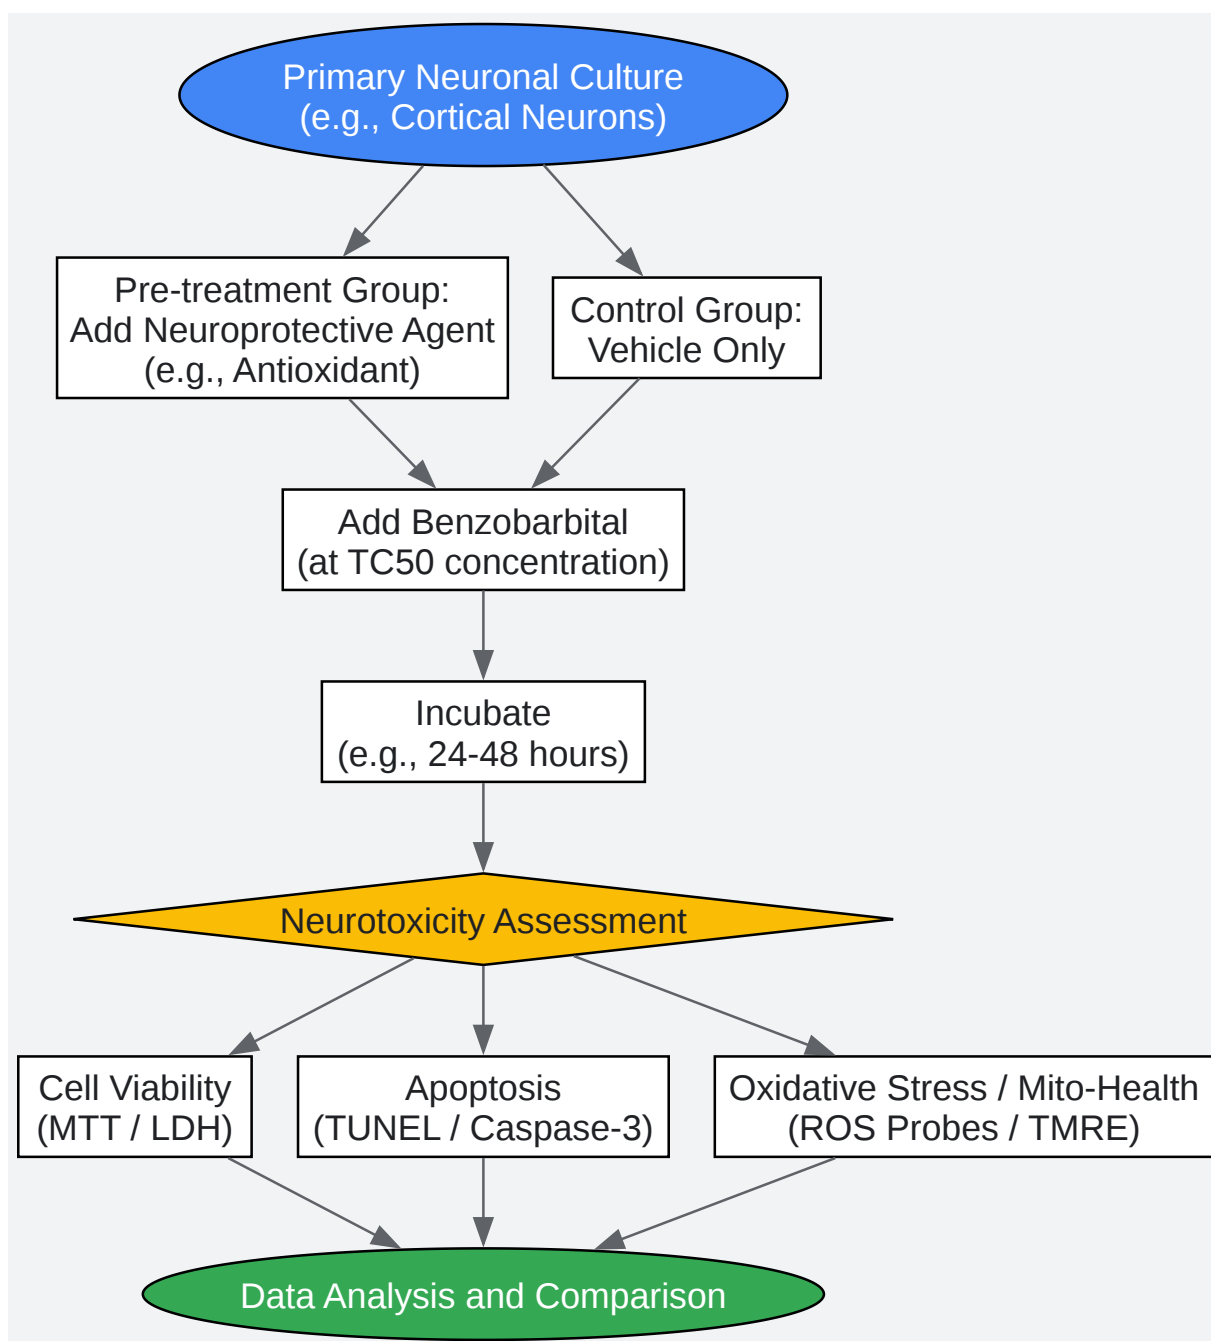 Primary Neuronal Culture
(e.g., Cortical Neurons)
Pre-treatment Group:
Add Neuroprotective Agent
(e.g., Antioxidant)
Control Group:
Vehicle Only
Add Benzobarbital
(at TC50 concentration)
Incubate
(e.g., 24-48 hours)
Neurotoxicity Assessment
Cell Viability
(MTT / LDH)
Apoptosis
(TUNEL / Caspase-3)
Oxidative Stress / Mito-Health
(ROS Probes / TMRE)
Data Analysis and Comparison